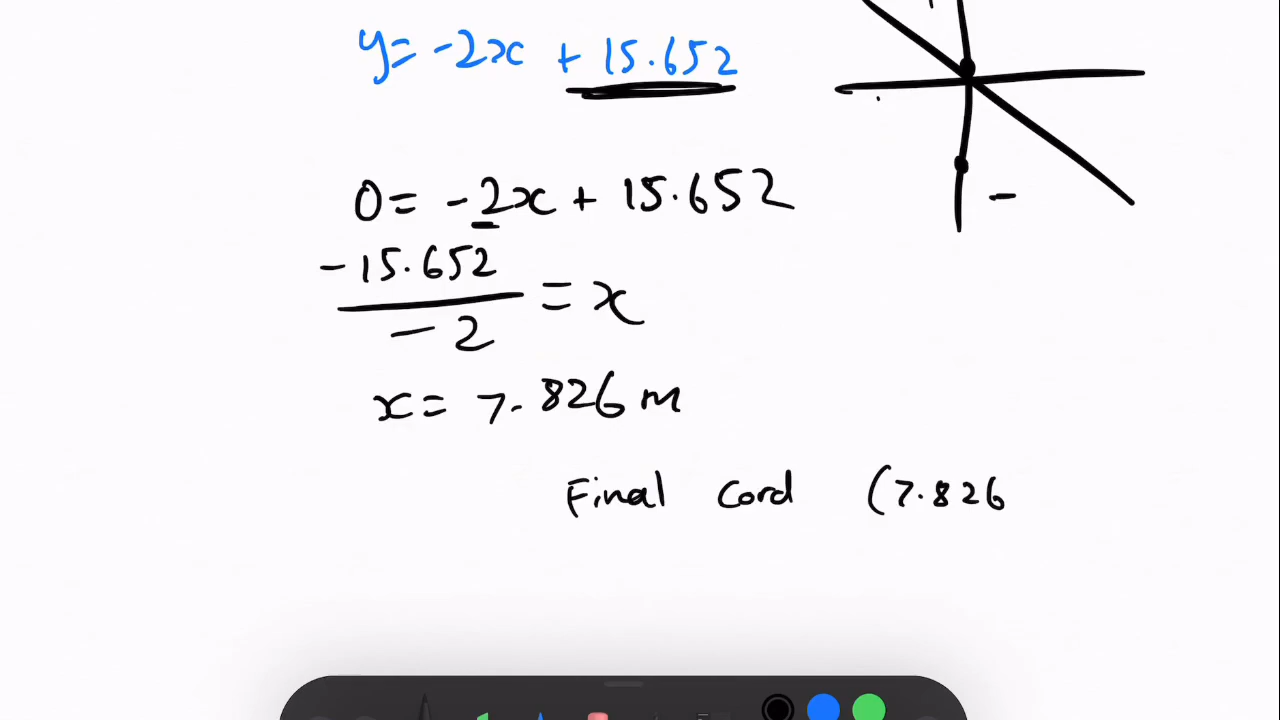 y = -2x + 15.652
0 = -2x + 15.652
-15.652
= x
-2
x = 7.826 m
Final Cord (7.826